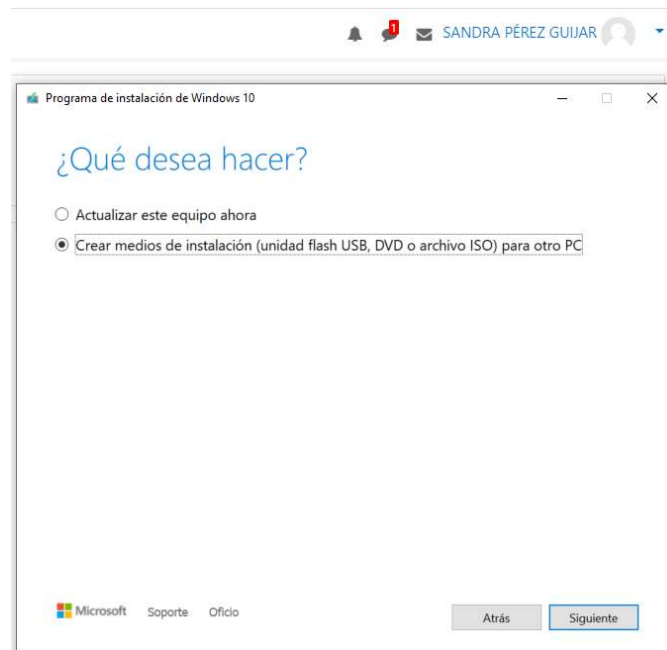 1
SANDRA PÉREZ GUIJAR
Programa de instalación de Windows 10
¿Qué desea hacer?
Actualizar este equipo ahora
Crear medios de instalación (unidad flash USB, DVD o archivo ISO) para otro PC
Microsoft Soporte Oficio Atrás Siguiente